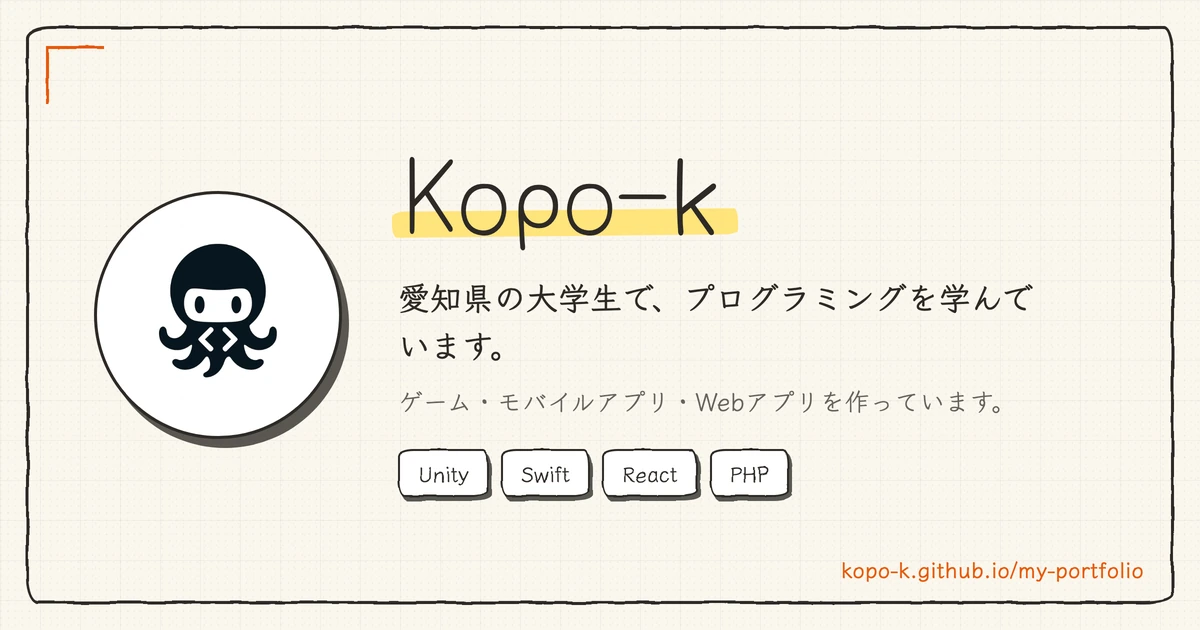 Kopo-k
愛知県の大学生で、プログラミングを学んで
います。
ゲーム・モバイルアプリ・Webアプリを作っています。
Unity Swift React PHP
kopo-k.github.io/my-portfolio